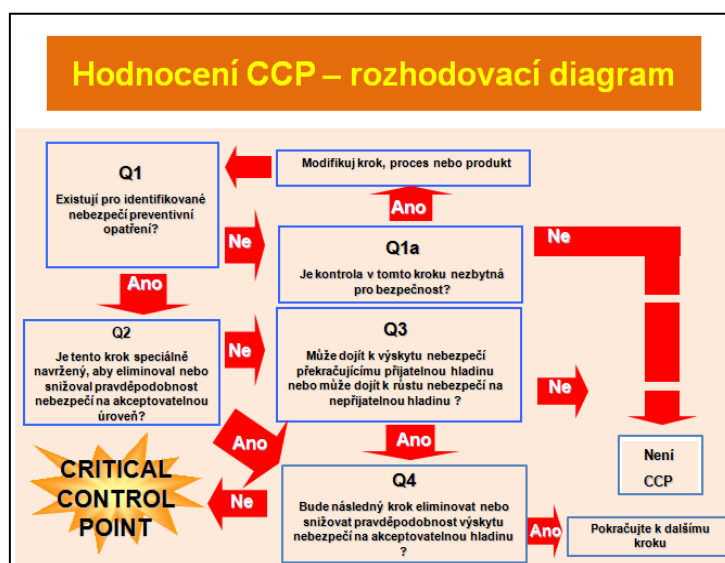 Hodnocení CCP – rozhodovací diagram
Q1
Existují pro identifikované
nebezpečí preventivní
opatření?
Modifikuj krok, proces nebo produkt
Ano
Ne
Q1a
Je kontrola v tomto kroku nezbytná
pro bezpečnost?
Ne
Ano
Q2
Je tento krok speciálně
navržený, aby eliminoval nebo
snižoval pravděpodobnost
nebezpečí na akceptovatelnou
úroveň?
Ne
Q3
Může dojít k výskytu nebezpečí
překračujícímu přijatelnou hladinu
nebo může dojít k růstu nebezpečí na
nepřijatelnou hladinu ?
Ne
Ano
Ano
Není
CCP
CRITICAL
CONTROL
POINT
Ne
Q4
Bude následný krok eliminovat nebo
snižovat pravděpodobnost výskytu
nebezpečí na akceptovatelnou hladinu
?
Ano
Pokračujte k dalšímu
kroku